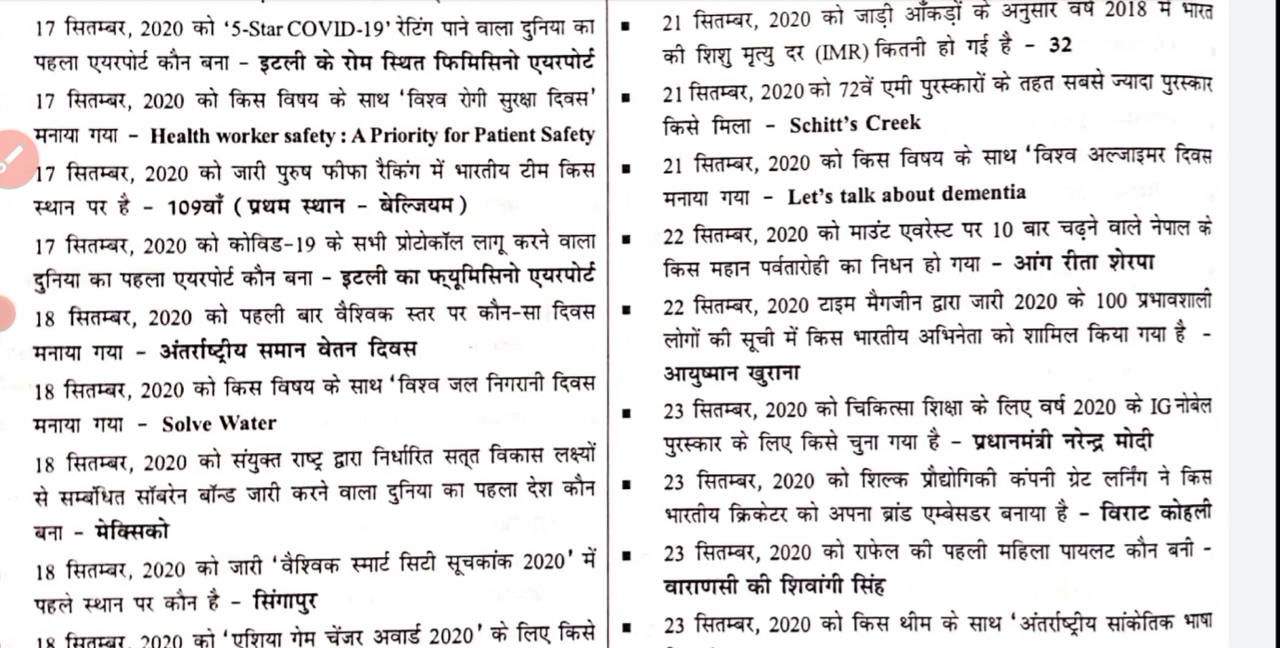 17 सितम्बर, 2020 को '5-Star COVID-19' रेटिंग पाने वाला दुनिया का
पहला एयरपोर्ट कौन बना – इटली के रोम स्थित फिमिसिनो एयरपोर्ट
17 सितम्बर, 2020 को किस विषय के साथ 'विश्व रोगी सुरक्षा दिवस'
मनाया गया – Health worker safety : A Priority for Patient Safety
17 सितम्बर, 2020 को जारी पुरुष फीफा रैकिंग में भारतीय टीम किस
स्थान पर है – 109वाँ ( प्रथम स्थान – बेल्जियम )
17 सितम्बर, 2020 को कोविड-19 के सभी प्रोटोकॉल लागू करने वाला
दुनिया का पहला एयरपोर्ट कौन बना – इटली का फ्यूमिसिनो एयरपोर्ट
18 सितम्बर, 2020 को पहली बार वैश्विक स्तर पर कौन-सा दिवस
मनाया गया – अंतर्राष्ट्रीय समान वेतन दिवस
18 सितम्बर, 2020 को किस विषय के साथ 'विश्व जल निगरानी दिवस
मनाया गया – Solve Water
18 सितम्बर, 2020 को संयुक्त राष्ट्र द्वारा निर्धारित सतृत विकास लक्ष्यों
से सम्बंधित सॉबरेन बॉन्ड जारी करने वाला दुनिया का पहला देश कौन
बना – मेक्सिको
18 सितम्बर, 2020 को जारी 'वैश्विक स्मार्ट सिटी सूचकांक 2020' में
पहले स्थान पर कौन है – सिंगापुर
18 सितम्बर, 2020 को 'एशिया गेम चेंजर अवार्ड 2020' के लिए किसे
▪ 21 सितम्बर, 2020 को जाड़ी आँकड़ों के अनुसार वर्ष 2018 में भारत
की शिशु मृत्यु दर (IMR) कितनी हो गई है – 32
▪ 21 सितम्बर, 2020 को 72वें एमी पुरस्कारों के तहत सबसे ज्यादा पुरस्कार
किसे मिला – Schitt's Creek
▪ 21 सितम्बर, 2020 को किस विषय के साथ 'विश्व अल्जाइमर दिवस
मनाया गया – Let's talk about dementia
▪ 22 सितम्बर, 2020 को माउंट एवरेस्ट पर 10 बार चढ़ने वाले नेपाल के
किस महान पर्वतारोही का निधन हो गया – आंग रीता शेरपा
▪ 22 सितम्बर, 2020 टाइम मैगजीन द्वारा जारी 2020 के 100 प्रभावशाली
लोगों की सूची में किस भारतीय अभिनेता को शामिल किया गया है –
आयुष्मान खुराना
▪ 23 सितम्बर, 2020 को चिकित्सा शिक्षा के लिए वर्ष 2020 के IG नोबेल
पुरस्कार के लिए किसे चुना गया है – प्रधानमंत्री नरेन्द्र मोदी
▪ 23 सितम्बर, 2020 को शिल्क प्रौद्योगिकी कंपनी ग्रेट लर्निंग ने किस
भारतीय क्रिकेटर को अपना ब्रांड एम्बेसडर बनाया है – विराट कोहली
▪ 23 सितम्बर, 2020 को राफेल की पहली महिला पायलट कौन बनी –
वाराणसी की शिवांगी सिंह
▪ 23 सितम्बर, 2020 को किस थीम के साथ 'अंतर्राष्ट्रीय सांकेतिक भाषा